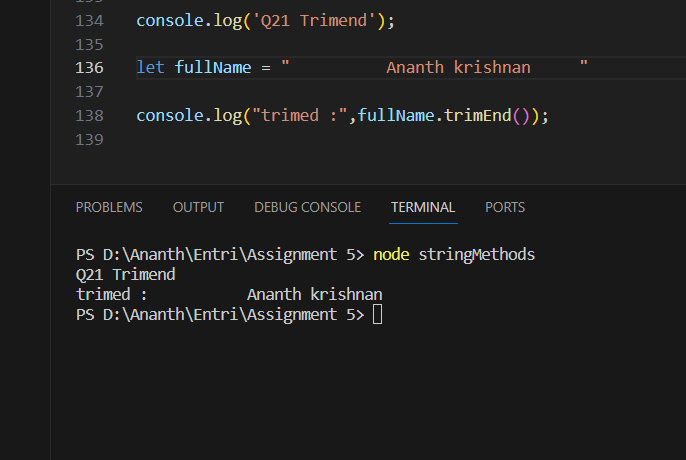 134 console.log('Q21 Trimend');
135
136 let fullName = "          Ananth krishnan     "
137
138 console.log("trimed :",fullName.trimEnd());
139
PROBLEMS OUTPUT DEBUG CONSOLE TERMINAL PORTS
PS D:\Ananth\Entri\Assignment 5> node stringMethods
Q21 Trimend
trimed :           Ananth krishnan
PS D:\Ananth\Entri\Assignment 5>